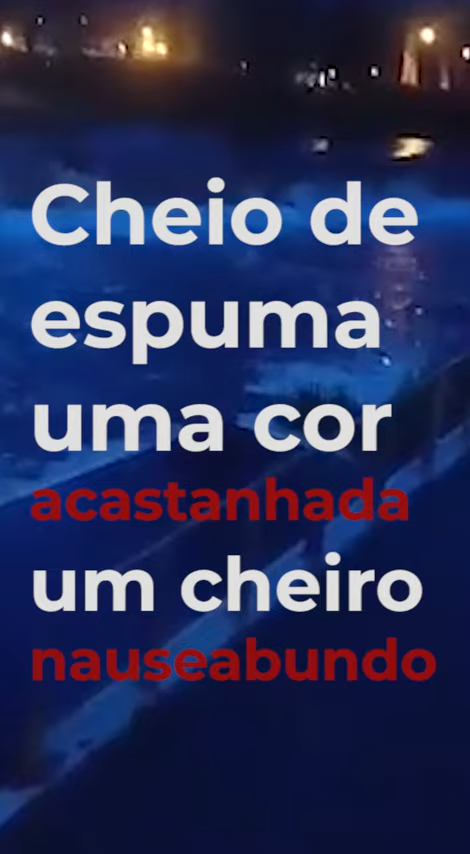 Cheio de
espuma
uma cor
acastanhada
um cheiro
nauseabundo